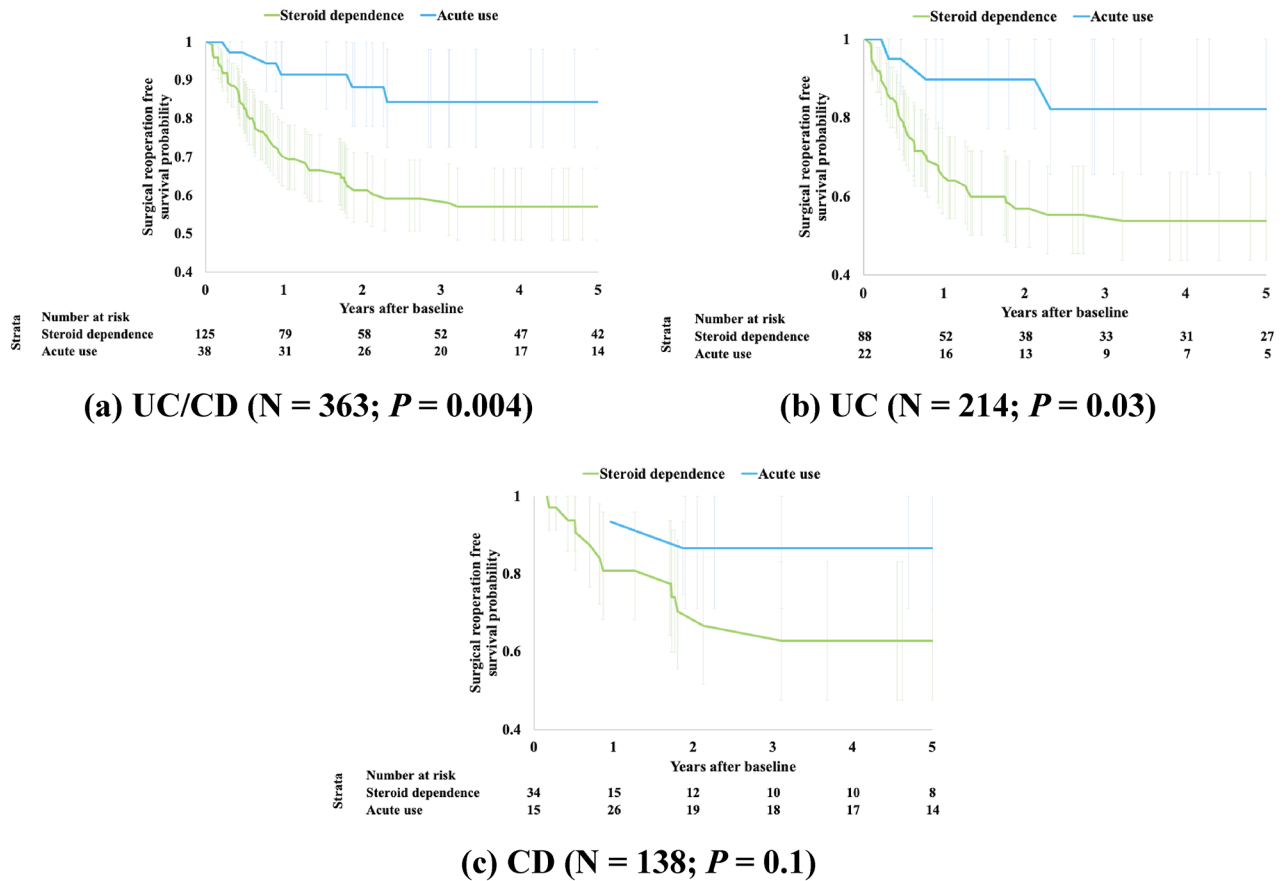 Steroid dependence Acute use
1
0.9
0.8
0.7
0.6
0.5
0.4
Surgical reoperation free
survival probability
0 1 2 3 4 5
Years after baseline
Strata
Number at risk
Steroid dependence 125 79 58 52 47 42
Acute use 38 31 26 20 17 14
(a) UC/CD (N = 363; P = 0.004)
Steroid dependence Acute use
1
0.8
0.6
0.4
Surgical reoperation free
survival probability
0 1 2 3 4 5
Years after baseline
Strata
Number at risk
Steroid dependence 88 52 38 33 31 27
Acute use 22 16 13 9 7 5
(b) UC (N = 214; P = 0.03)
Steroid dependence Acute use
1
0.8
0.6
0.4
Surgical reoperation free
survival probability
0 1 2 3 4 5
Years after baseline
Strata
Number at risk
Steroid dependence 34 15 12 10 10 8
Acute use 15 26 19 18 17 14
(c) CD (N = 138; P = 0.1)